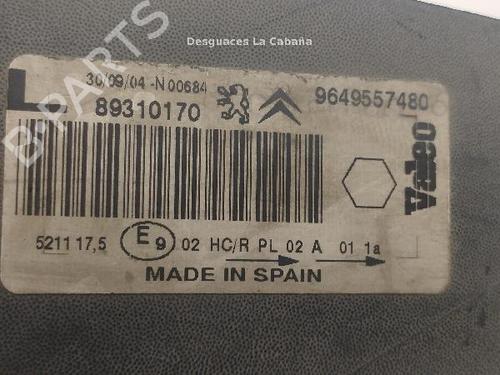 Desguaces La Cabaña
B-PARTS
L
30/09/04 -N 00684
89310170
9649557480
Valeo
5211 17,5 E 9 02 HC/R PL 02 A 01 1a
MADE IN SPAIN